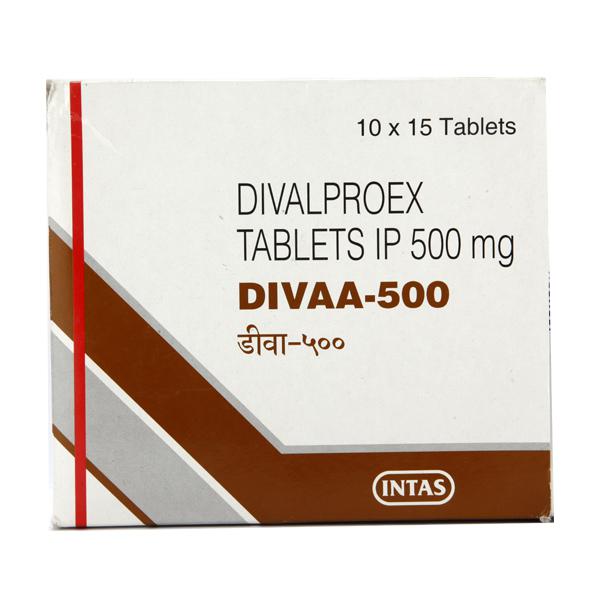 10 x 15 Tablets
DIVALPROEX
TABLETS IP 500 mg
DIVAA-500
डीवा-५००
INTAS